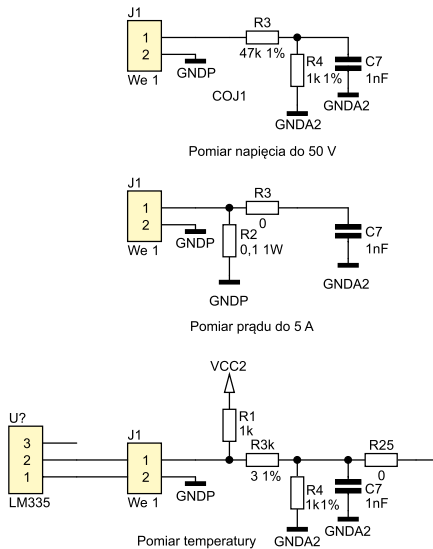 J1
1
2
We 1
GNDP
R3
47k 1%
R4
1k 1%
C7
1nF
GNDA2
GNDA2
COJ1
Pomiar napięcia do 50 V
J1
1
2
We 1
GNDP
R3
0
R2
0,1 1W
GNDP
C7
1nF
GNDA2
Pomiar prądu do 5 A
VCC2
R1
1k
U?
3
2
1
LM335
J1
1
2
We 1
GNDP
R3k
3 1%
R4
1k1%
GNDA2
C7
1nF
GNDA2
R25
0
Pomiar temperatury